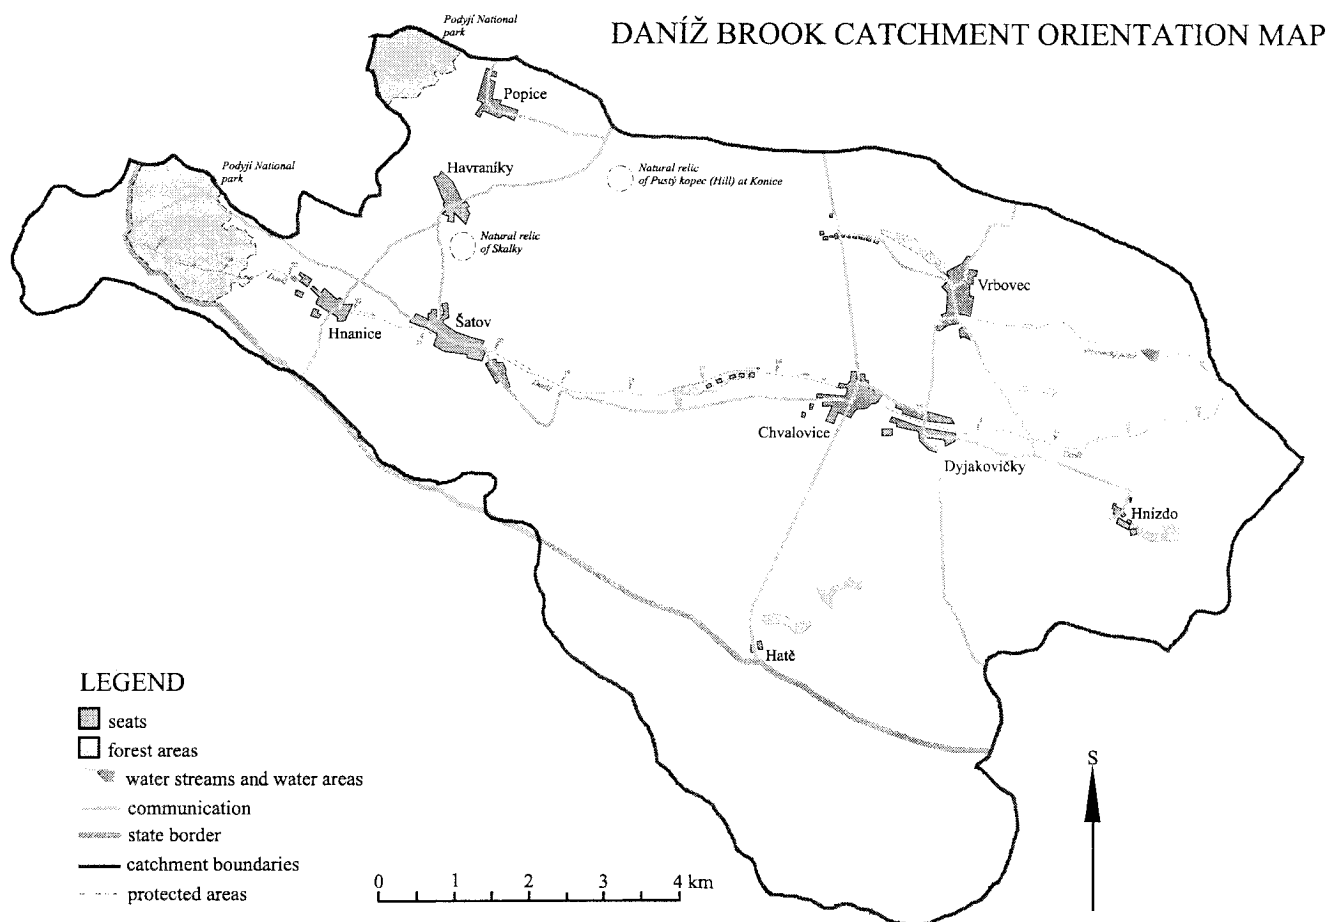 DANÍŽ BROOK CATCHMENT ORIENTATION MAP
Podyjí National
park
Popice
Podyjí National
park
Havraníky
Natural relic
of Pustý kopec (Hill) at Konice
Natural relic
of Skalky
Vrbovec
Hnanice
Šatov
Chvalovice
Dyjakovičky
Hnízdo
Hatě
LEGEND
seats
forest areas
water streams and water areas
communication
state border
catchment boundaries
protected areas
0 1 2 3 4 km
S